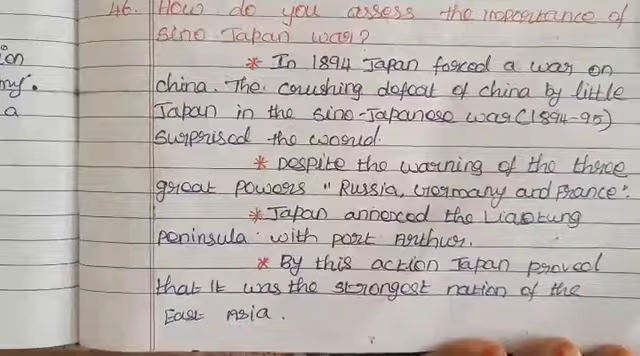 ion
my.
a
46. How do you assess the importance of
sino Japan war?
* In 1894 Japan forced a war on
china. The crushing defeat of china by little
Japan in the sino-Japanese war (1894-95)
surprised the world.
* Despite the warning of the three
great powers "Russia, Germany and France".
* Japan annexed the Liaotung
Peninsula with port Arthur.
* By this action Japan proved
that It was the strongest nation of the
East Asia.